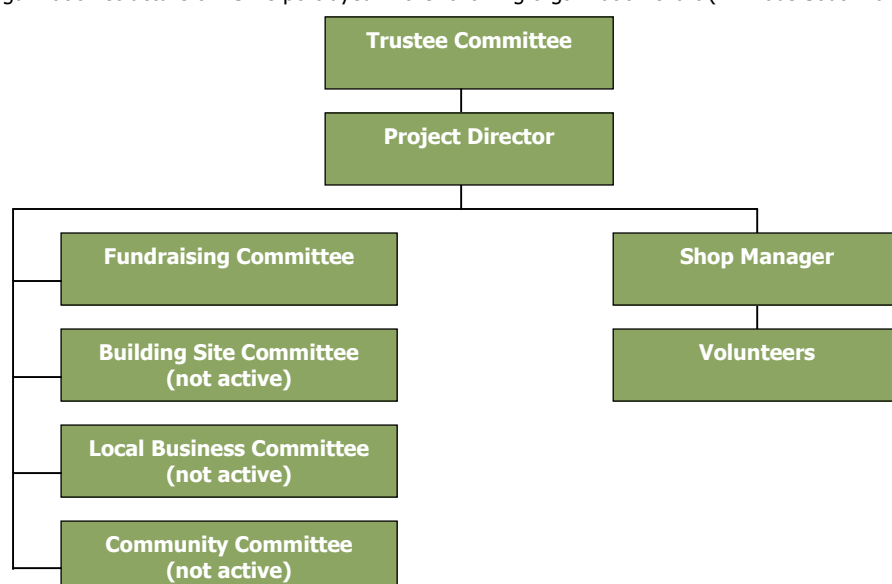 Trustee Committee
Project Director
Fundraising Committee
Shop Manager
Building Site Committee
(not active)
Volunteers
Local Business Committee
(not active)
Community Committee
(not active)